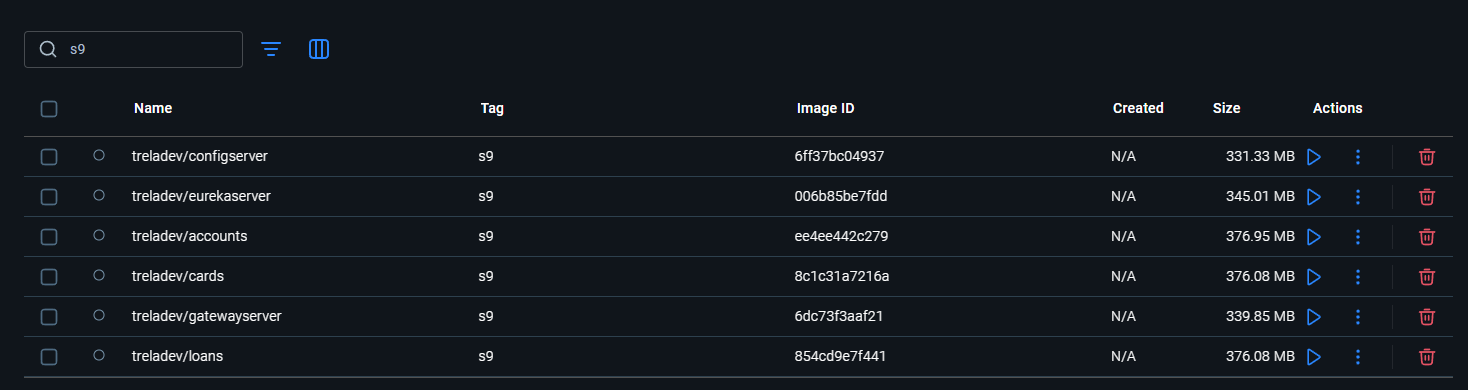 s9
Name Tag Image ID Created Size Actions
treladev/configserver s9 6ff37bc04937 N/A 331.33 MB
treladev/eurekaserver s9 006b85be7fdd N/A 345.01 MB
treladev/accounts s9 ee4ee442c279 N/A 376.95 MB
treladev/cards s9 8c1c31a7216a N/A 376.08 MB
treladev/gatewayserver s9 6dc73f3aaf21 N/A 339.85 MB
treladev/loans s9 854cd9e7f441 N/A 376.08 MB